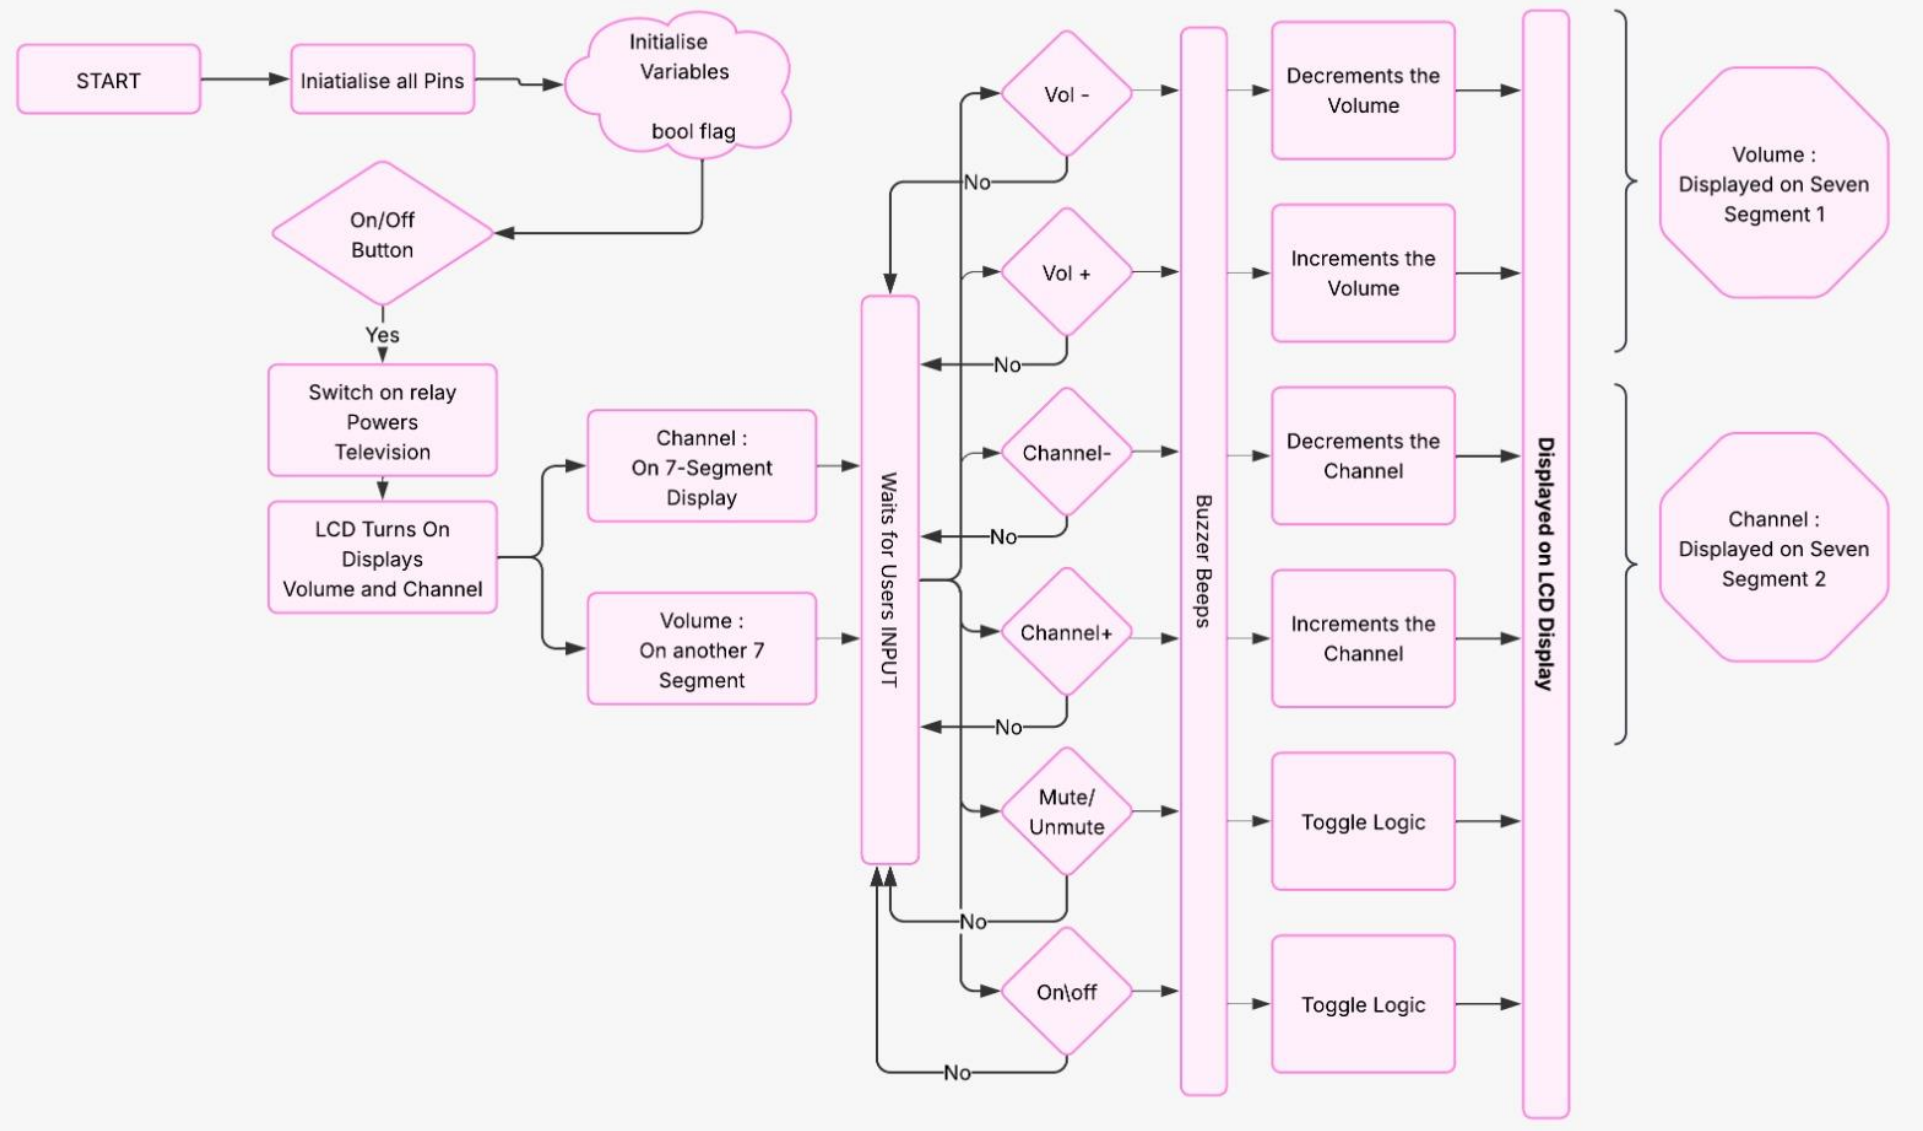 START
Iniatialise all Pins
Initialise
Variables
bool flag
On/Off
Button
Yes
Switch on relay
Powers
Television
LCD Turns On
Displays
Volume and Channel
Channel :
On 7-Segment
Display
Volume :
On another 7
Segment
Waits for Users INPUT
Vol -
No
Vol +
No
Channel-
No
Channel+
No
Mute/
Unmute
No
On\off
No
Buzzer Beeps
Decrements the
Volume
Increments the
Volume
Decrements the
Channel
Increments the
Channel
Toggle Logic
Toggle Logic
Displayed on LCD Display
Volume :
Displayed on Seven
Segment 1
Channel :
Displayed on Seven
Segment 2